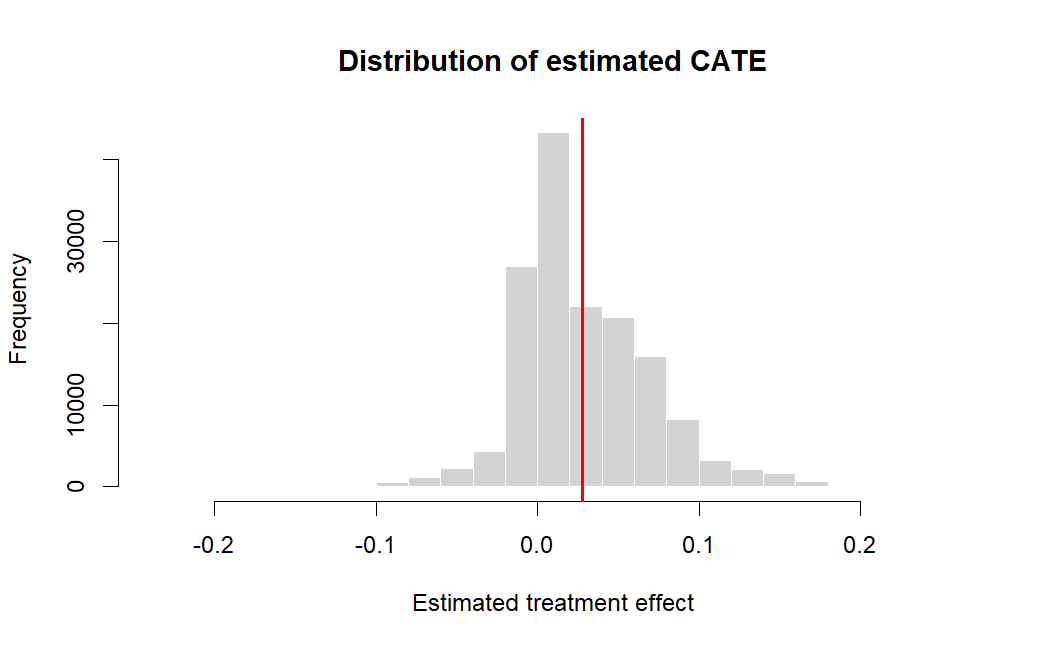 Distribution of estimated CATE
Frequency
30000
10000
0
-0.2 -0.1 0.0 0.1 0.2
Estimated treatment effect